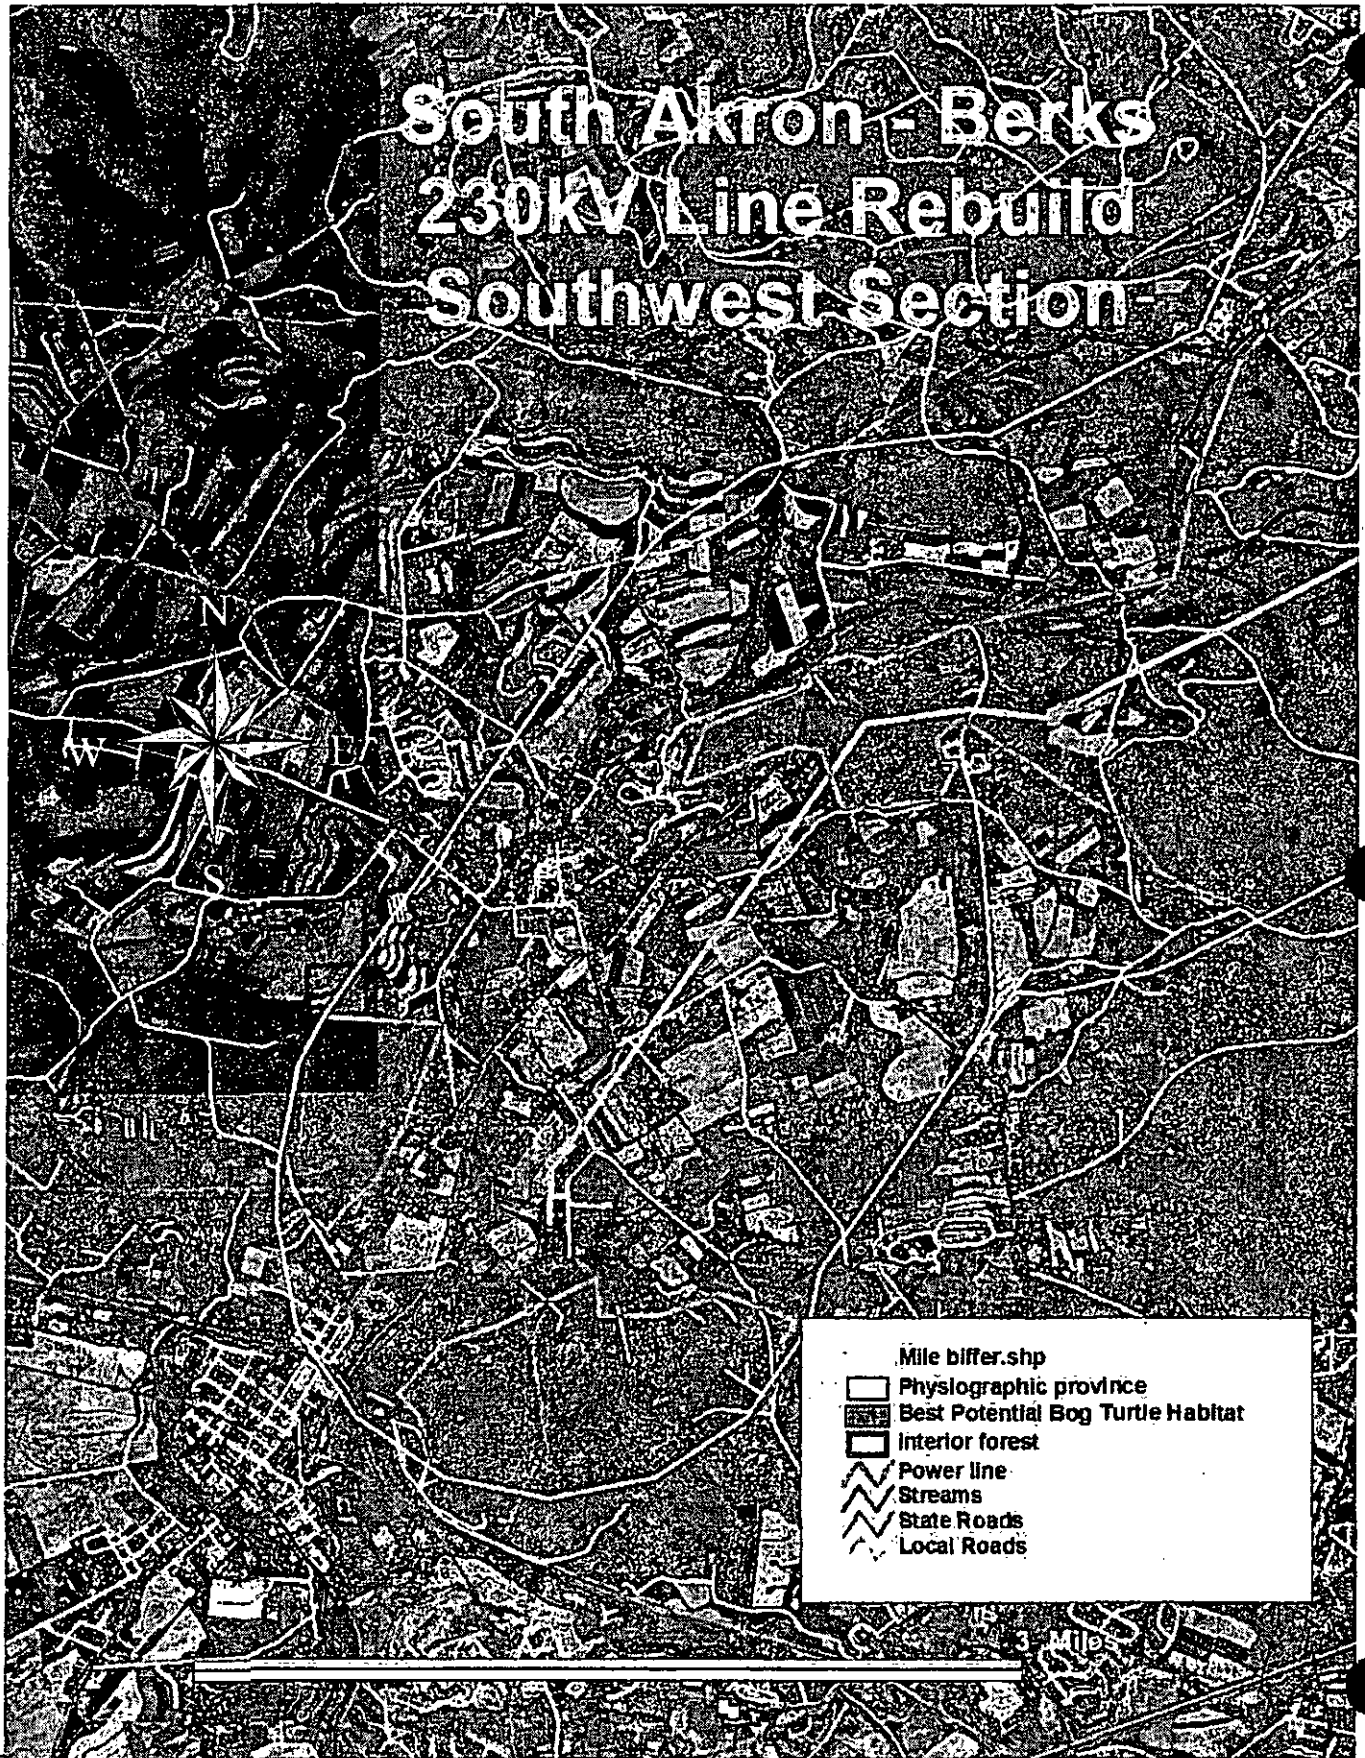 South Akron - Berks
230kV Line Rebuild
Southwest Section
N
W E
S
Mile biffer.shp
Physiographic province
Best Potential Bog Turtle Habitat
Interior forest
Power line
Streams
State Roads
Local Roads
3 Miles